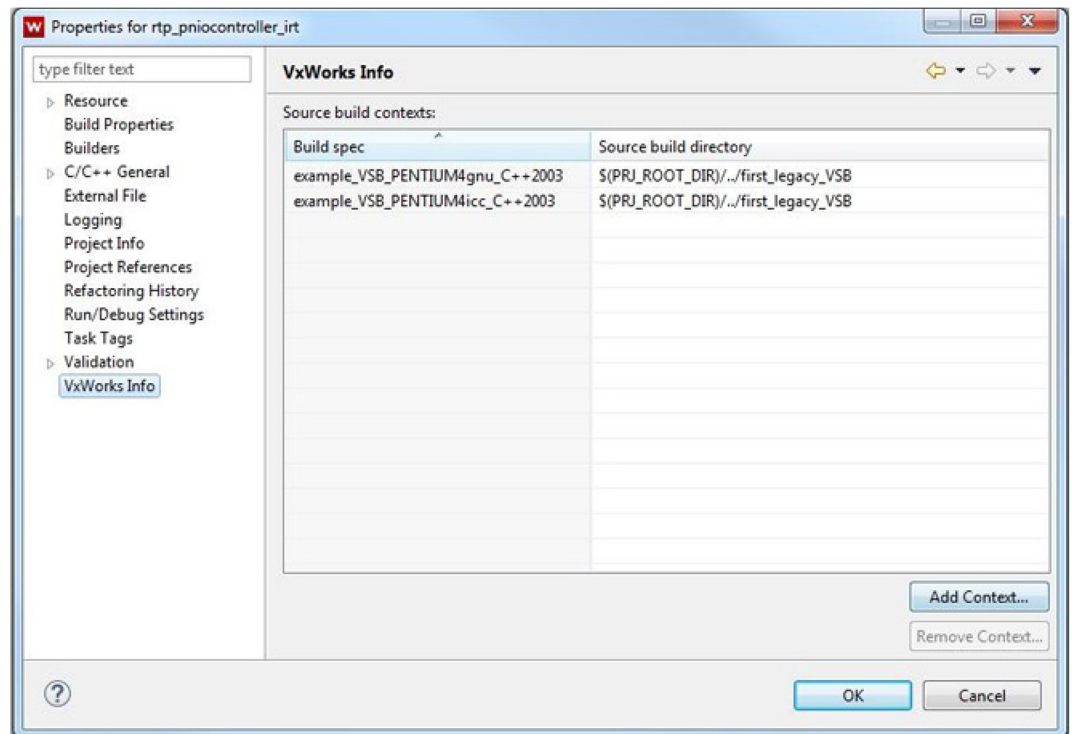 W Properties for rtp_pniocontroller_irt
type filter text
Resource
Build Properties
Builders
C/C++ General
External File
Logging
Project Info
Project References
Refactoring History
Run/Debug Settings
Task Tags
Validation
VxWorks Info
VxWorks Info
Source build contexts:
Build spec Source build directory
example_VSB_PENTIUM4gnu_C++2003 $(PRJ_ROOT_DIR)/../first_legacy_VSB
example_VSB_PENTIUM4icc_C++2003 $(PRJ_ROOT_DIR)/../first_legacy_VSB
Add Context...
Remove Context...
? OK Cancel